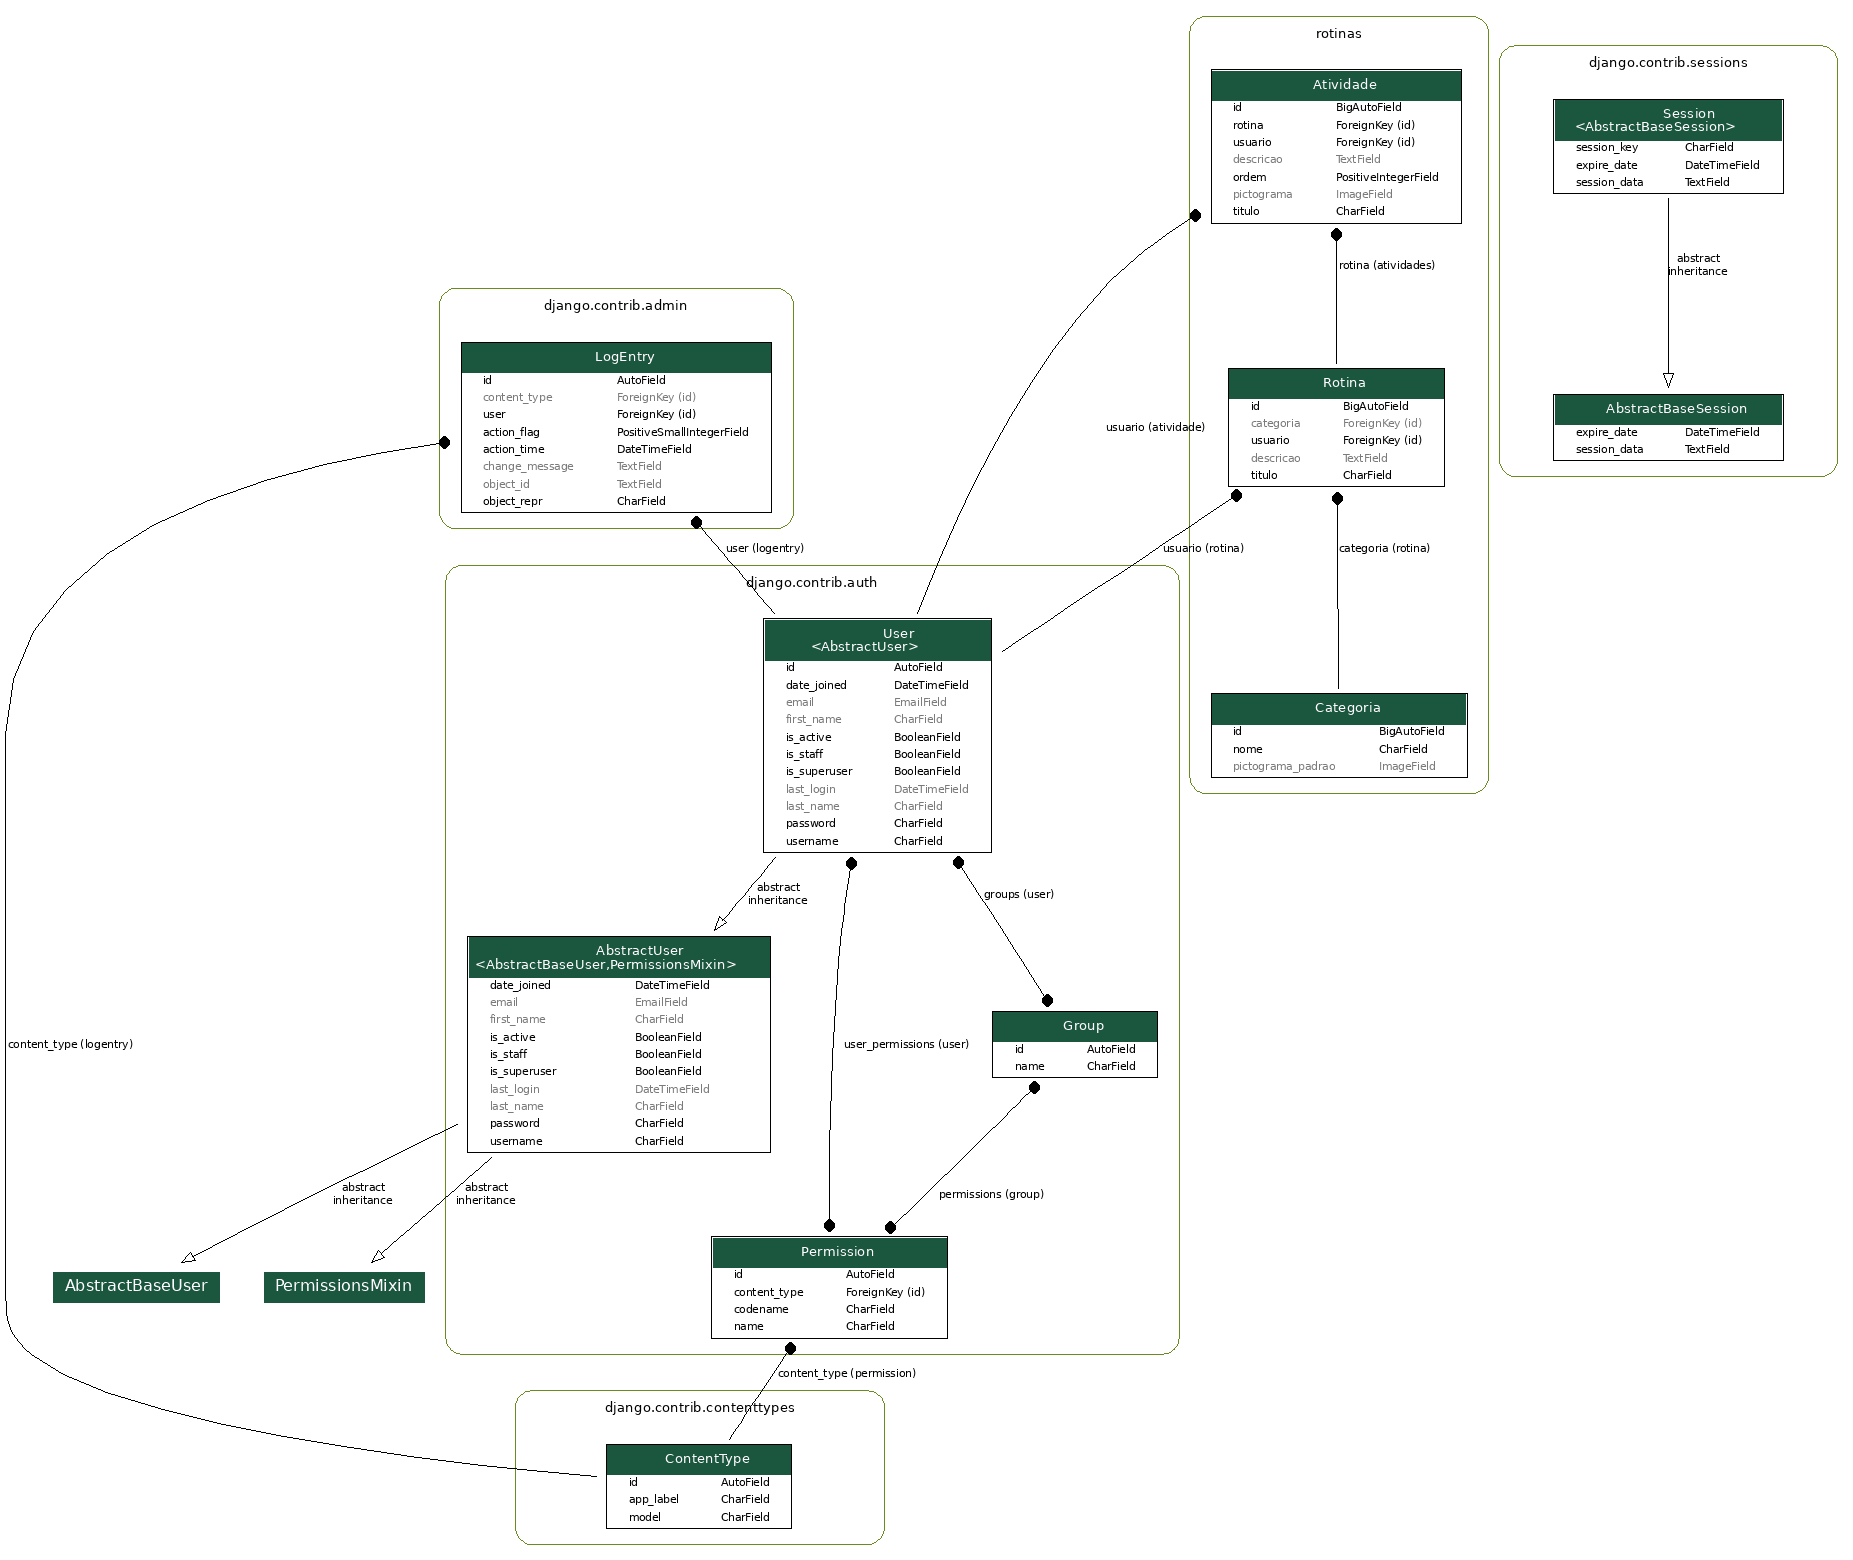 rotinas
Atividade
id BigAutoField
rotina ForeignKey (id)
usuario ForeignKey (id)
descricao TextField
ordem PositiveIntegerField
pictograma ImageField
titulo CharField
rotina (atividades)
usuario (atividade)
Rotina
id BigAutoField
categoria ForeignKey (id)
usuario ForeignKey (id)
descricao TextField
titulo CharField
usuario (rotina)
categoria (rotina)
Categoria
id BigAutoField
nome CharField
pictograma_padrao ImageField
django.contrib.sessions
Session
<AbstractBaseSession>
session_key CharField
expire_date DateTimeField
session_data TextField
abstract
inheritance
AbstractBaseSession
expire_date DateTimeField
session_data TextField
django.contrib.admin
LogEntry
id AutoField
content_type ForeignKey (id)
user ForeignKey (id)
action_flag PositiveSmallIntegerField
action_time DateTimeField
change_message TextField
object_id TextField
object_repr CharField
user (logentry)
content_type (logentry)
django.contrib.auth
User
<AbstractUser>
id AutoField
date_joined DateTimeField
email EmailField
first_name CharField
is_active BooleanField
is_staff BooleanField
is_superuser BooleanField
last_login DateTimeField
last_name CharField
password CharField
username CharField
abstract
inheritance
groups (user)
user_permissions (user)
AbstractUser
<AbstractBaseUser,PermissionsMixin>
date_joined DateTimeField
email EmailField
first_name CharField
is_active BooleanField
is_staff BooleanField
is_superuser BooleanField
last_login DateTimeField
last_name CharField
password CharField
username CharField
abstract
inheritance
abstract
inheritance
AbstractBaseUser
PermissionsMixin
Group
id AutoField
name CharField
permissions (group)
Permission
id AutoField
content_type ForeignKey (id)
codename CharField
name CharField
content_type (permission)
django.contrib.contenttypes
ContentType
id AutoField
app_label CharField
model CharField